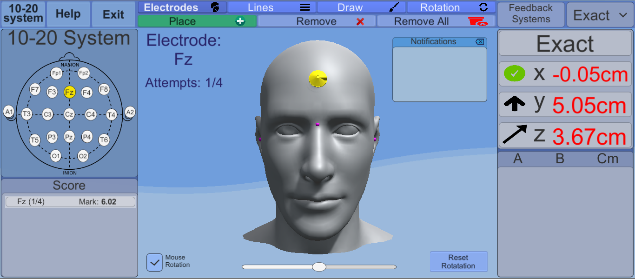 10-20 system
Help
Exit
Electrodes
Lines
Draw
Rotation
Place
Remove
Remove All
Feedback Systems
Exact
10-20 System
NANION
Fp1
Fp2
F7
F3
Fz
F4
F8
A1
T3
C3
Cz
C4
T4
A2
T5
P3
Pz
P4
T6
O1
O2
INION
Score
Fz (1/4)
Mark: 6.02
Electrode:
Fz
Attempts: 1/4
Notifications
Mouse
Rotation
Reset
Rotatation
Exact
x -0.05cm
y 5.05cm
z 3.67cm
A B Cm